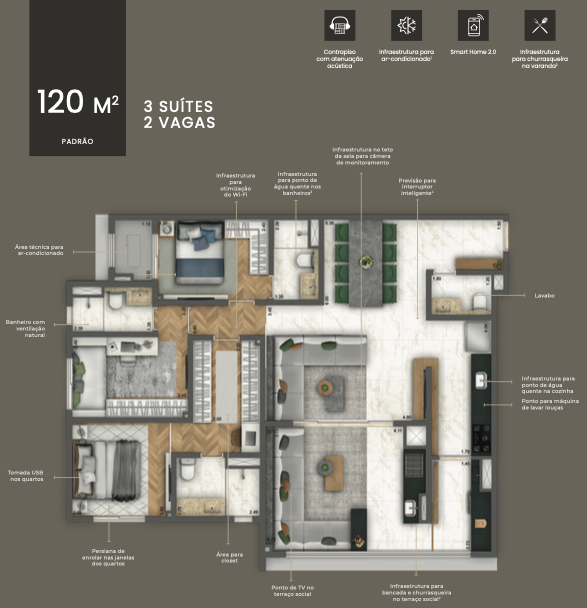 Contrapiso
com atenuação
acústica
Infraestrutura para
ar-condicionado¹
Smart Home 2.0
Infraestrutura
para churrasqueira
na varanda²
120 M²
PADRÃO
3 SUÍTES
2 VAGAS
Infraestrutura no teto
da sala para câmera
de monitoramento
Infraestrutura
para
otimização
do Wi-Fi
Infraestrutura
para ponto de
água quente nos
banheiros³
Previsão para
interruptor
inteligente⁴
Área técnica para
ar-condicionado
Lavabo
Banheiro com
ventilação
natural
Infraestrutura para
ponto de água
quente na cozinha
Ponto para máquina
de lavar louças
Tomada USB
nos quartos
Persiana de
enrolar nas janelas
dos quartos
Área para
closet
Ponto de TV no
terraço social
Infraestrutura para
bancada e churrasqueira
no terraço social²